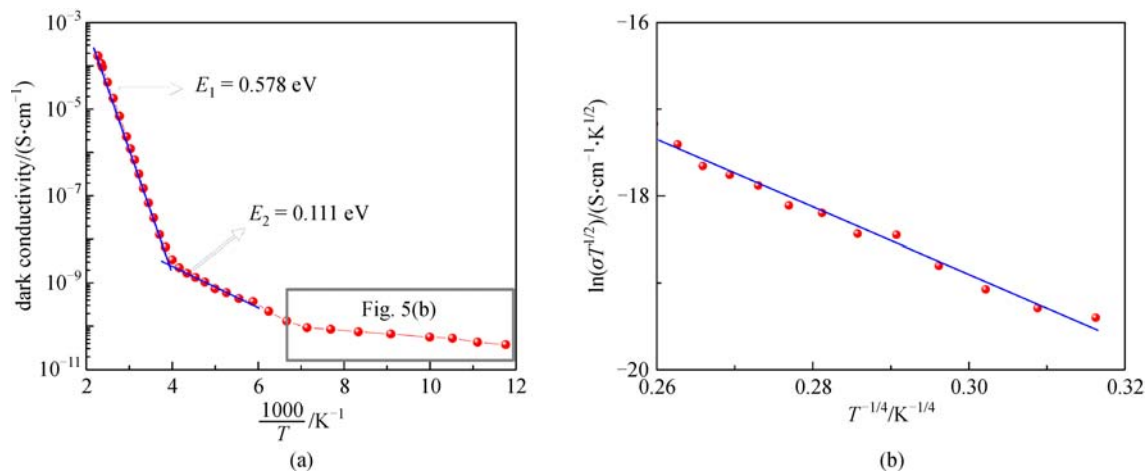 10⁻³
10⁻⁵
10⁻⁷
10⁻⁹
10⁻¹¹
dark conductivity/(S·cm⁻¹)
E₁ = 0.578 eV
E₂ = 0.111 eV
Fig. 5(b)
2 4 6 8 10 12
1000/T /K⁻¹
(a)
-16
-18
-20
ln(σT^{1/2})/(S·cm⁻¹·K^{1/2})
0.26 0.28 0.30 0.32
T^{-1/4}/K^{-1/4}
(b)